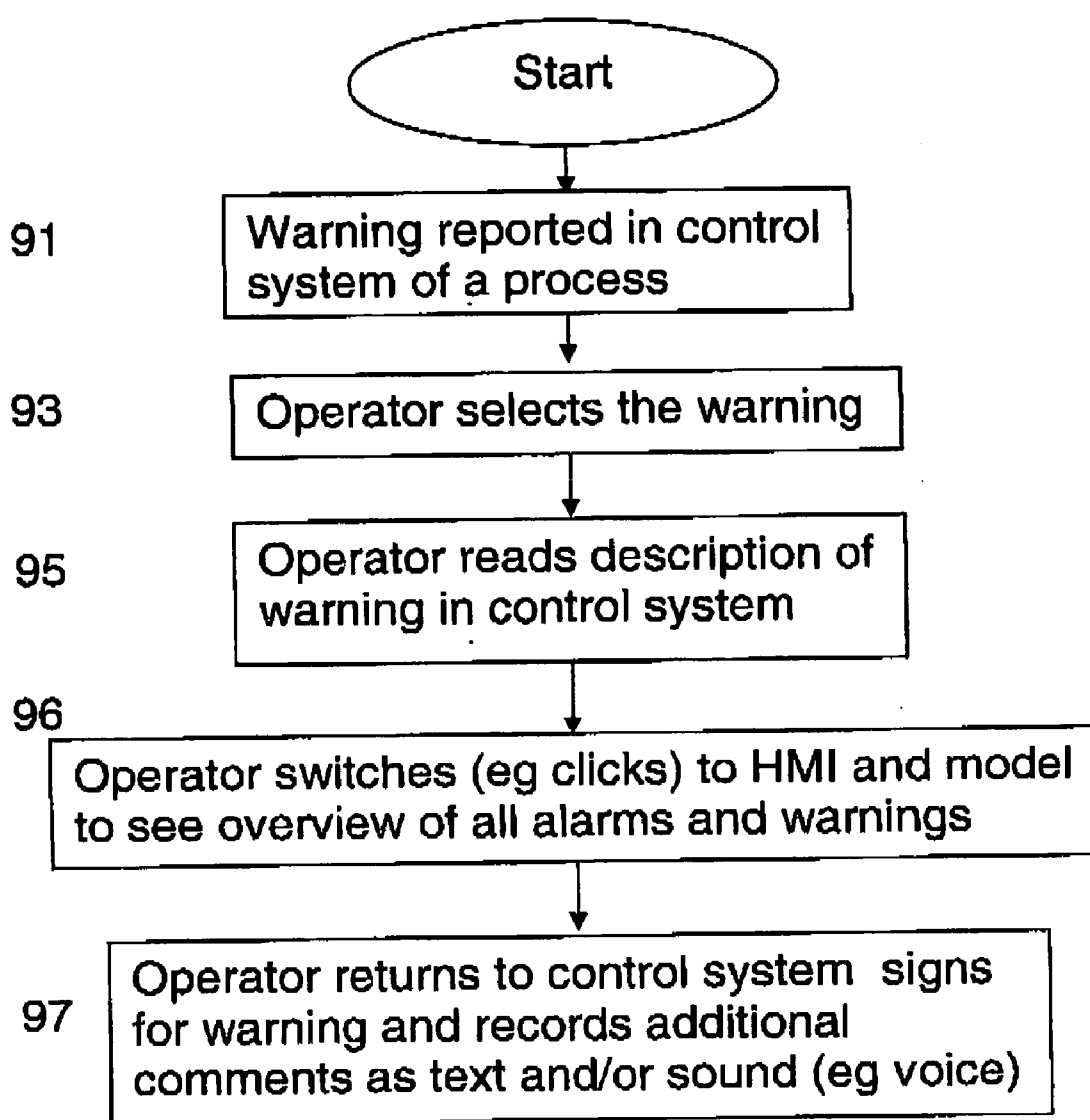 Start
91
Warning reported in control
system of a process
93
Operator selects the warning
95
Operator reads description of
warning in control system
96
Operator switches (eg clicks) to HMI and model
to see overview of all alarms and warnings
97
Operator returns to control system signs
for warning and records additional
comments as text and/or sound (eg voice)